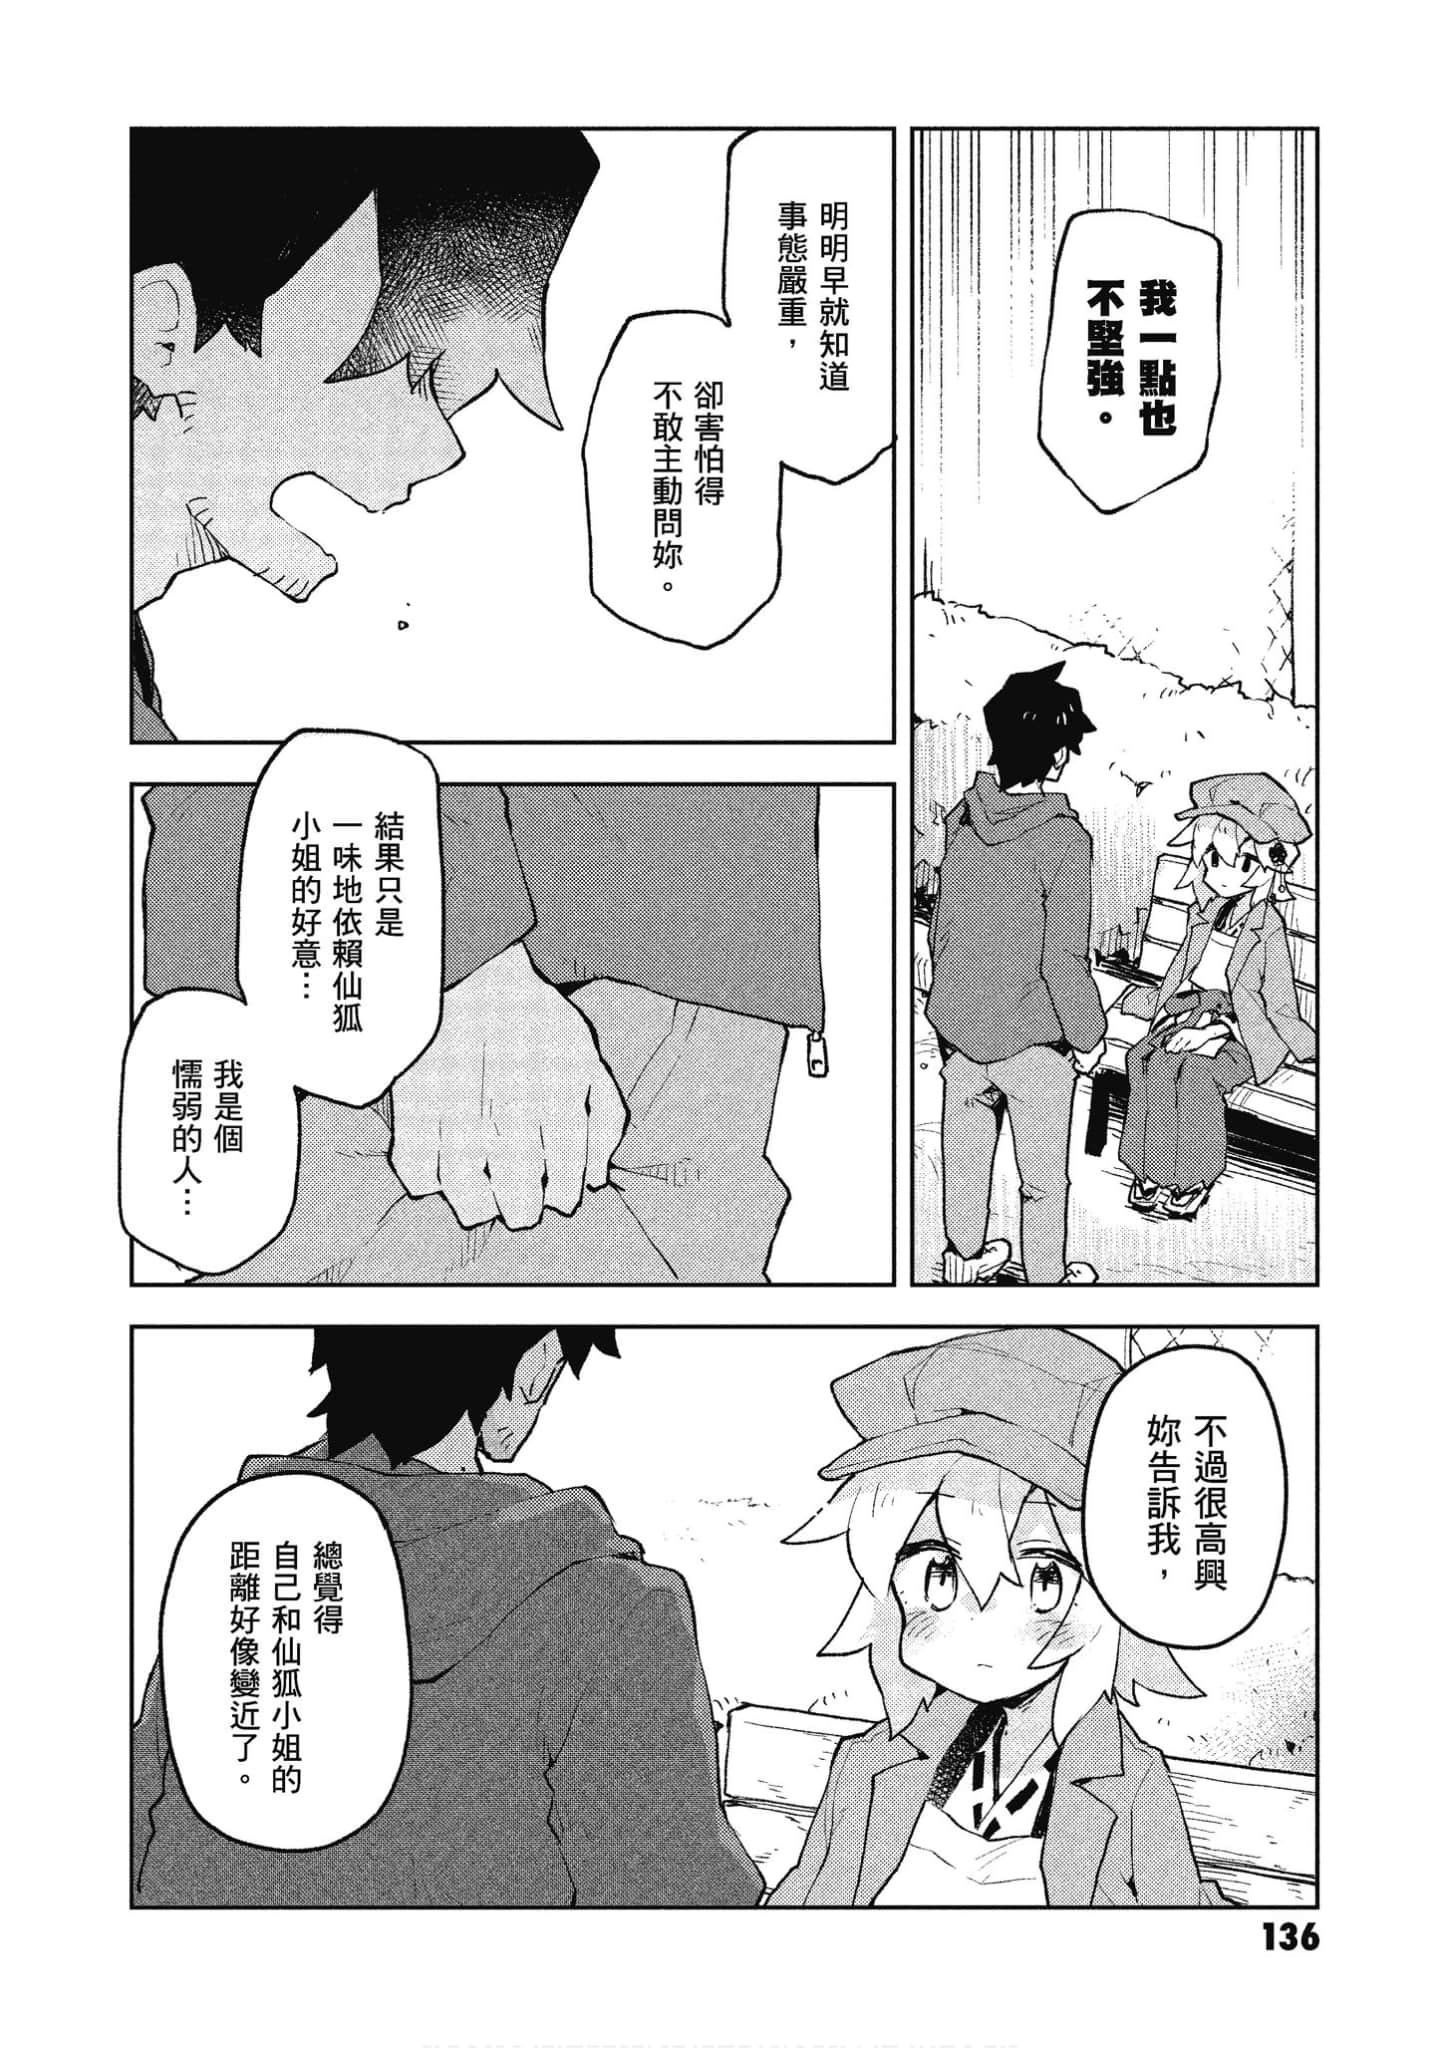 我一點也
不堅強。
明明早就知道
事態嚴重，
卻害怕得
不敢主動問妳。
結果只是
一味地依賴仙狐
小姐的好意…
我是個
懦弱的人…
不過很高興
妳告訴我，
總覺得
自己和仙狐小姐的
距離好像變近了。
136